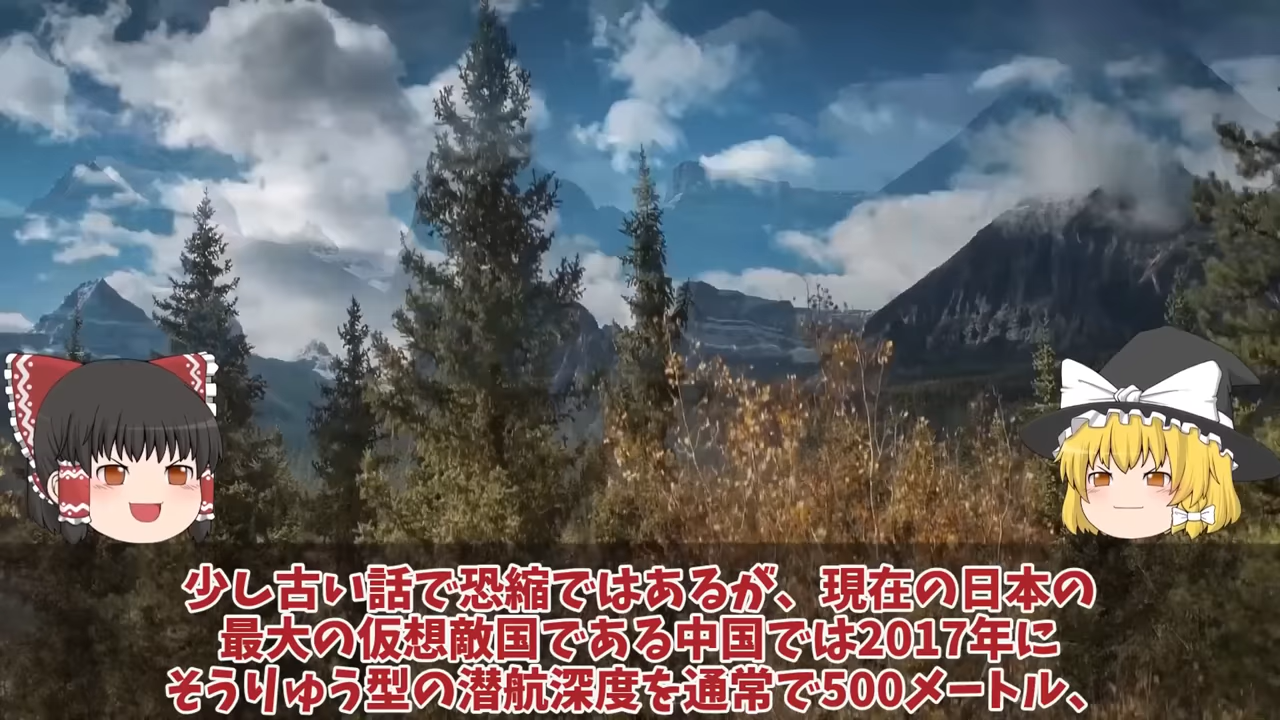 少し古い話で恐縮ではあるが、現在の日本の
最大の仮想敵国である中国では2017年に
そうりゅう型の潜航深度を通常で500メートル、